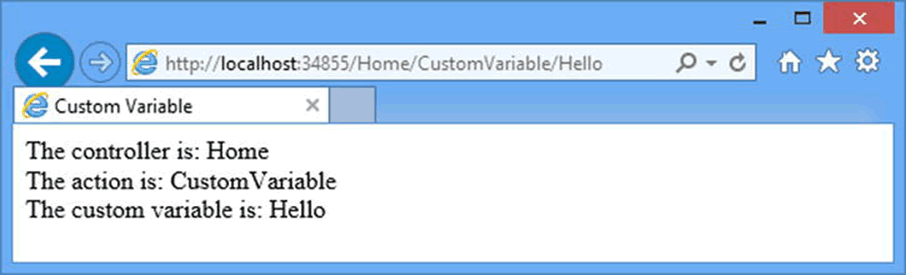 http://localhost:34855/Home/CustomVariable/Hello
Custom Variable
The controller is: Home
The action is: CustomVariable
The custom variable is: Hello